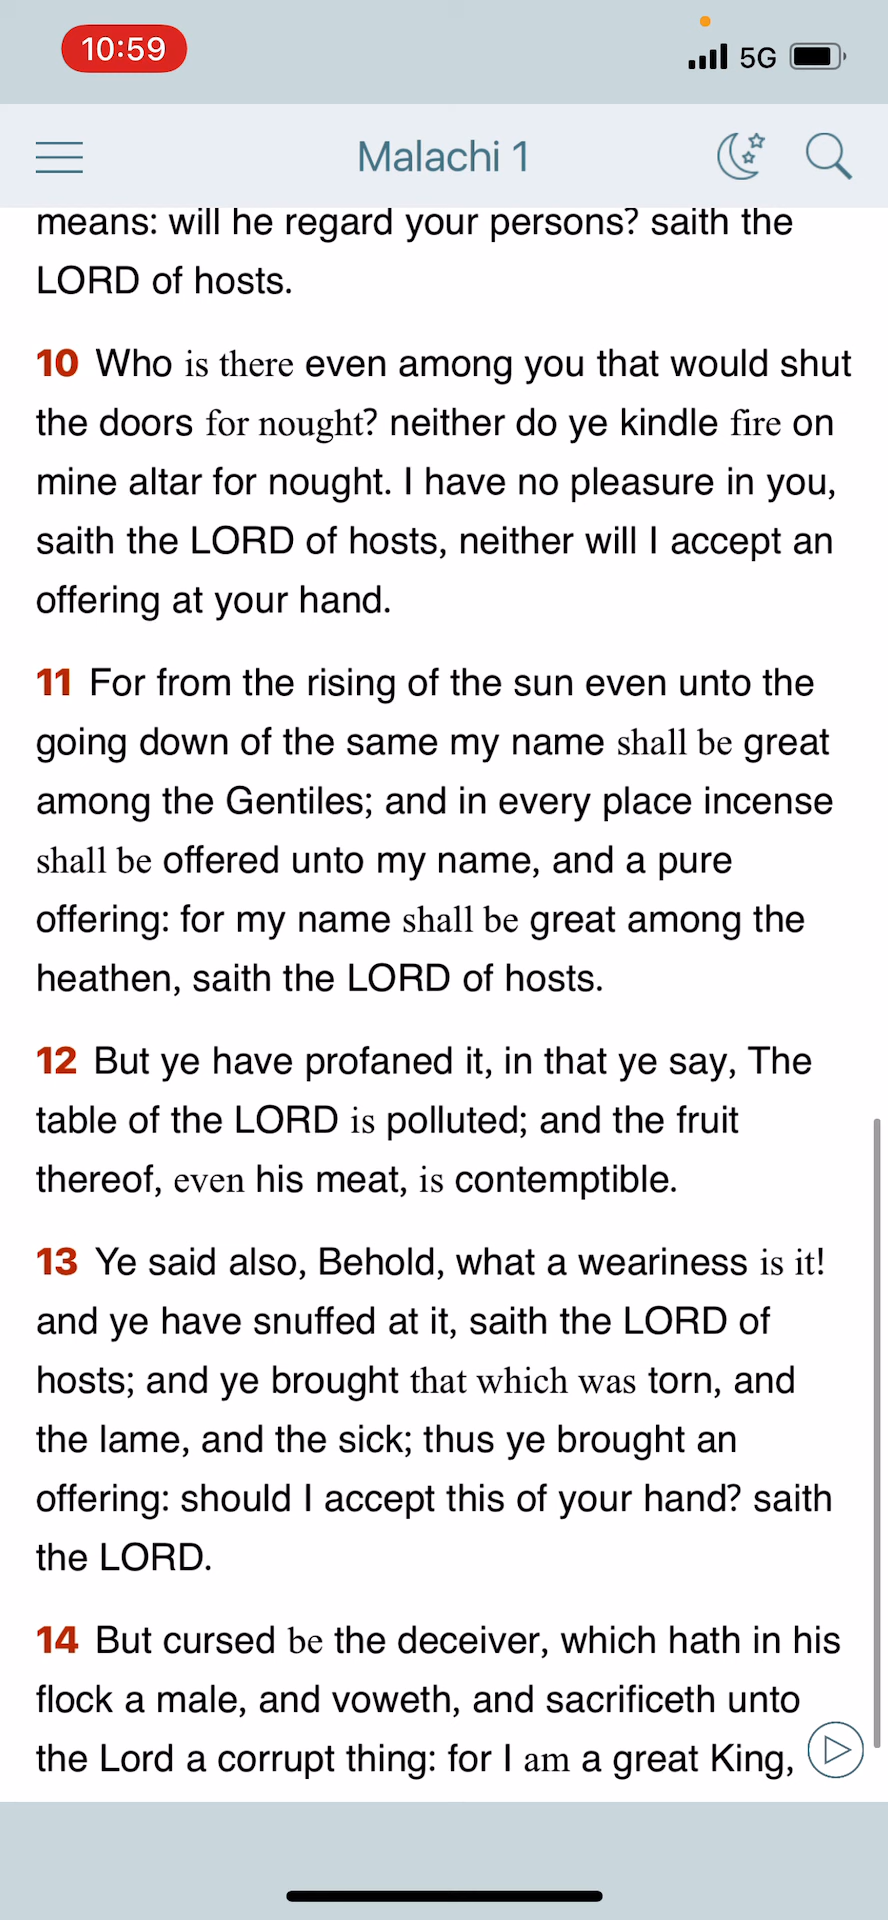 10:59
5G
Malachi 1
means: will he regard your persons? saith the
LORD of hosts.
10 Who is there even among you that would shut
the doors for nought? neither do ye kindle fire on
mine altar for nought. I have no pleasure in you,
saith the LORD of hosts, neither will I accept an
offering at your hand.
11 For from the rising of the sun even unto the
going down of the same my name shall be great
among the Gentiles; and in every place incense
shall be offered unto my name, and a pure
offering: for my name shall be great among the
heathen, saith the LORD of hosts.
12 But ye have profaned it, in that ye say, The
table of the LORD is polluted; and the fruit
thereof, even his meat, is contemptible.
13 Ye said also, Behold, what a weariness is it!
and ye have snuffed at it, saith the LORD of
hosts; and ye brought that which was torn, and
the lame, and the sick; thus ye brought an
offering: should I accept this of your hand? saith
the LORD.
14 But cursed be the deceiver, which hath in his
flock a male, and voweth, and sacrificeth unto
the Lord a corrupt thing: for I am a great King,